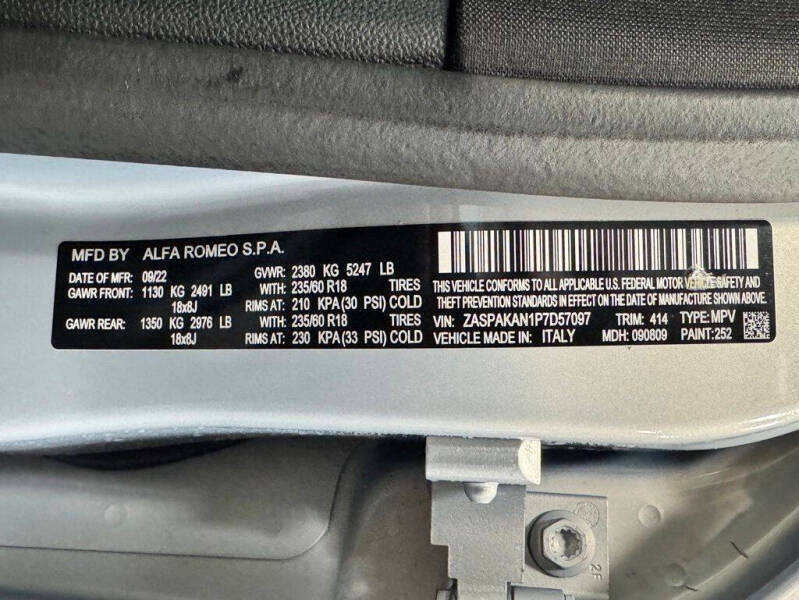 MFD BY ALFA ROMEO S.P.A.
DATE OF MFR 09/22 GVWR: 2380 KG 5247 LB
GAWR FRONT: 1130 KG 2491 LB WITH: 235/60 R18 TIRES
18x8J RIMS AT: 210 KPA (30 PSI) COLD
GAWR REAR: 1350 KG 2976 LB WITH: 235/60 R18 TIRES
18x8J RIMS AT: 230 KPA (33 PSI) COLD
THIS VEHICLE CONFORMS TO ALL APPLICABLE U.S. FEDERAL MOTOR VEHICLE SAFETY AND
THEFT PREVENTION STANDARDS IN EFFECT ON THE DATE OF MANUFACTURE SHOWN ABOVE.
VIN: ZASPAKAN1P7D57097 TRIM: 414 TYPE: MPV
VEHICLE MADE IN: ITALY MDH: 090809 PAINT: 252
2F